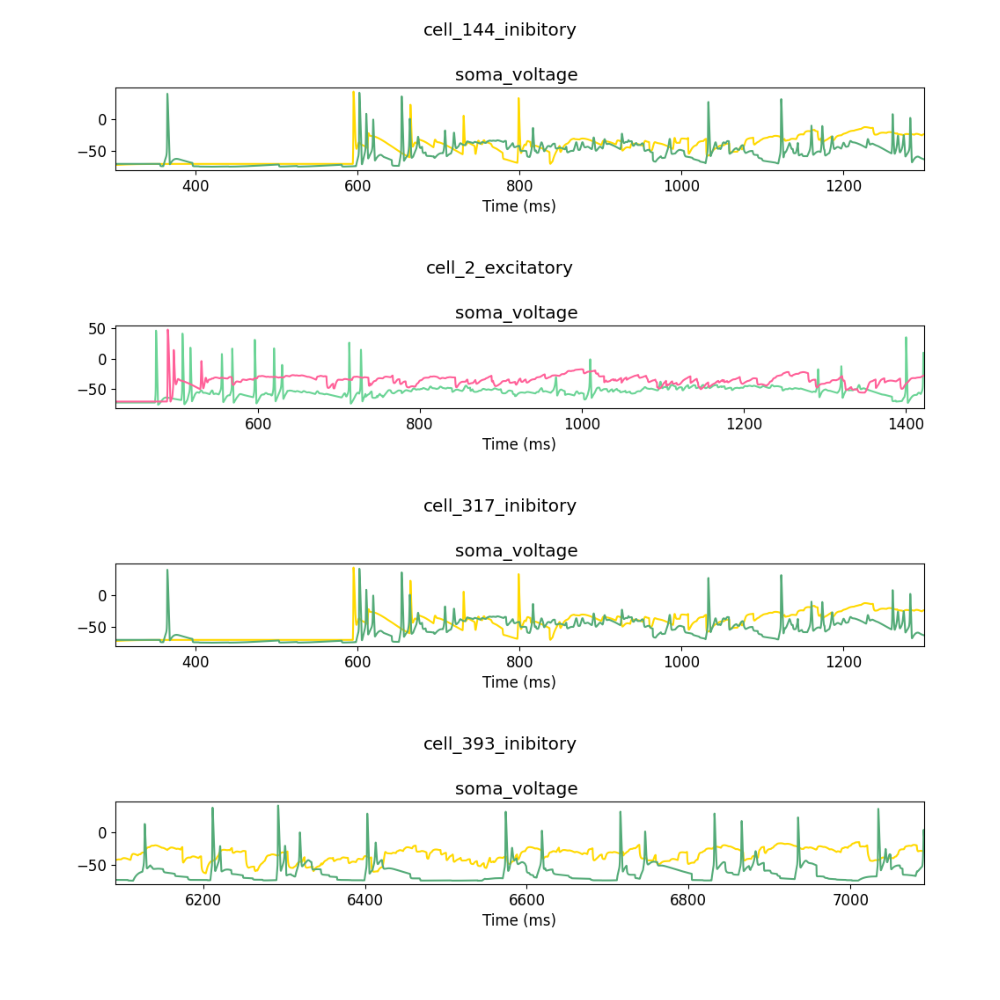 cell_144_inibitory
soma_voltage
0
−50
400 600 800 1000 1200
Time (ms)
cell_2_excitatory
soma_voltage
50
0
−50
600 800 1000 1200 1400
Time (ms)
cell_317_inibitory
soma_voltage
0
−50
400 600 800 1000 1200
Time (ms)
cell_393_inibitory
soma_voltage
0
−50
6200 6400 6600 6800 7000
Time (ms)